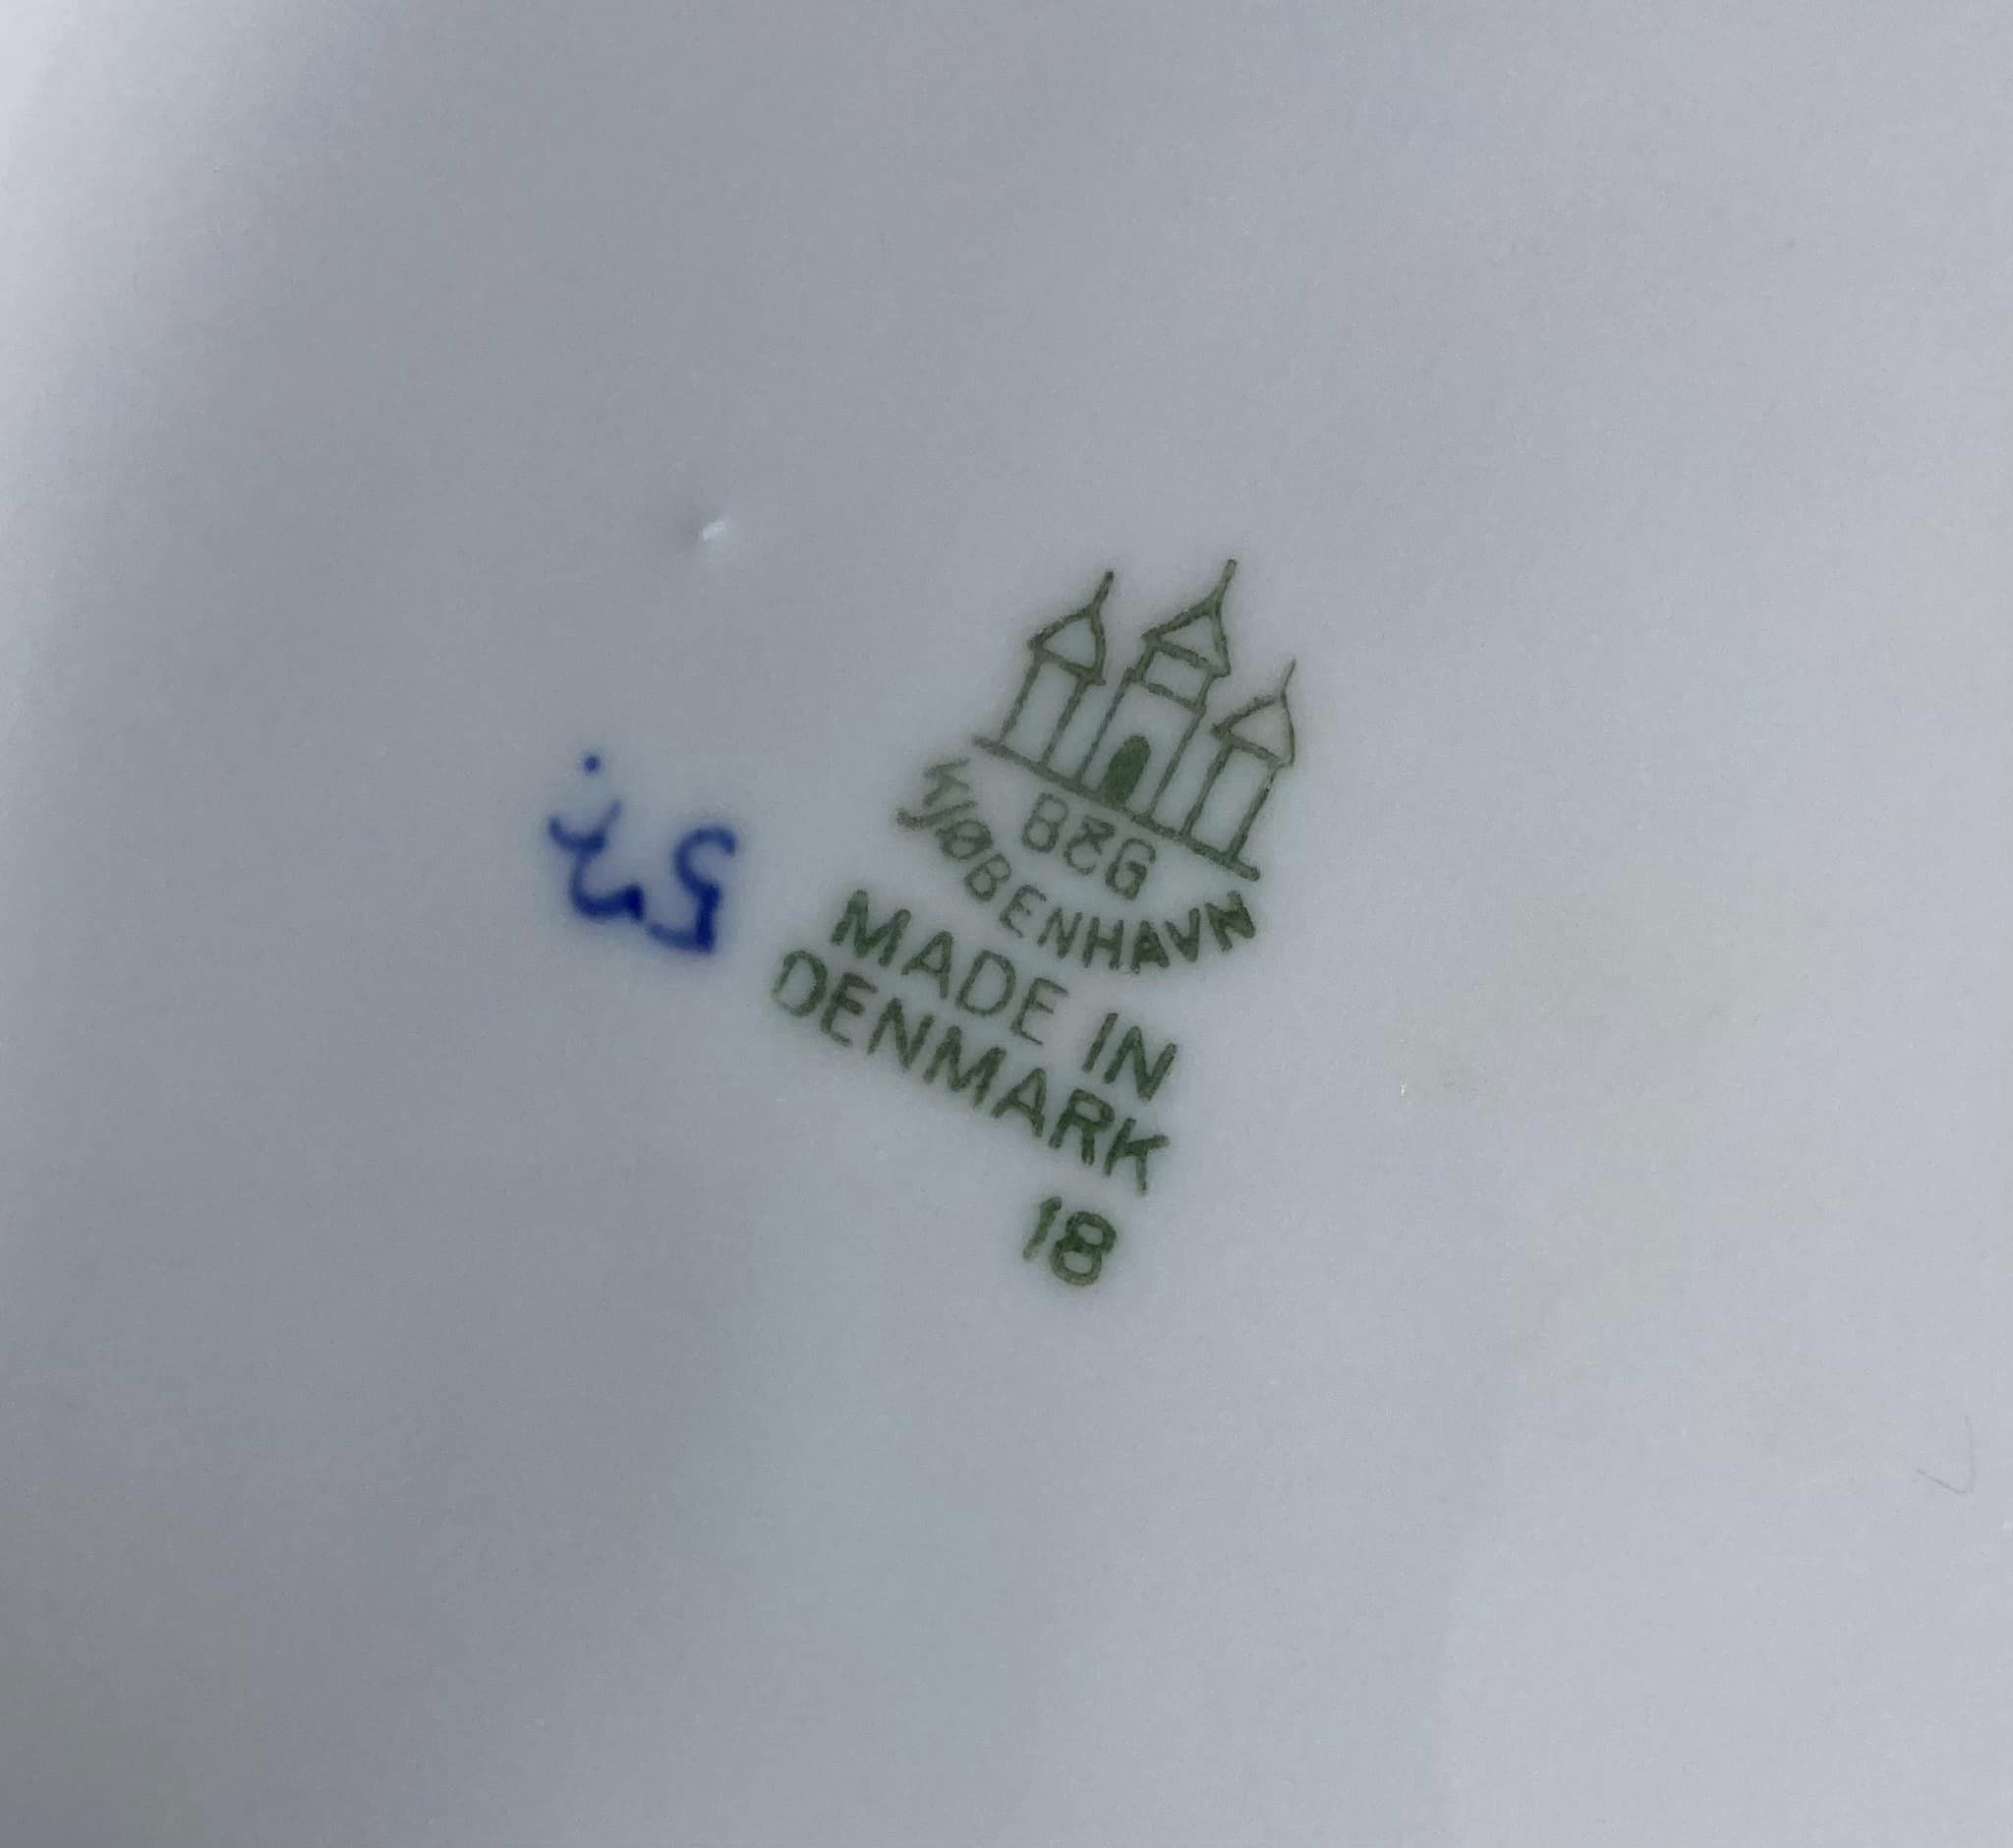 B&G
KJØBENHAVN
MADE IN
DENMARK
18